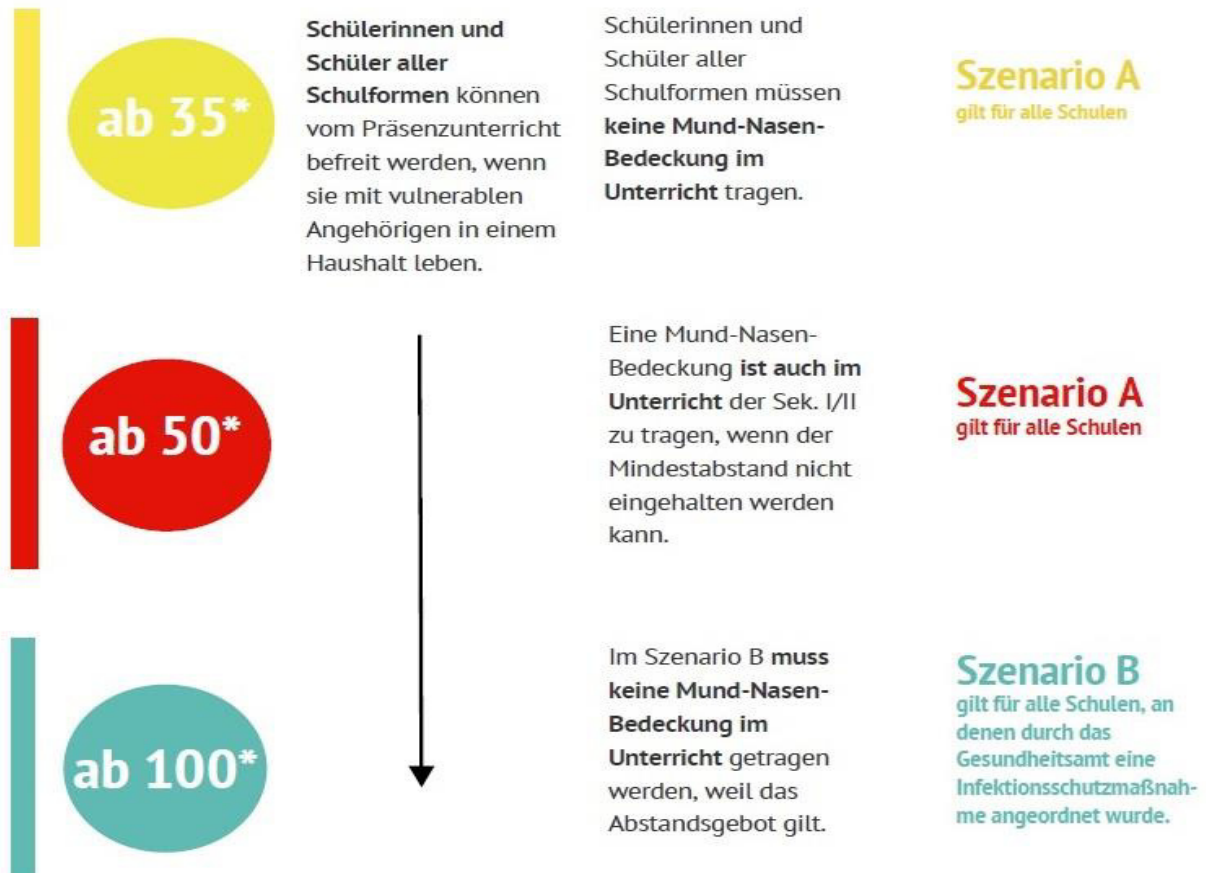 ab 35*
Schülerinnen und
Schüler aller
Schulformen können
vom Präsenzunterricht
befreit werden, wenn
sie mit vulnerablen
Angehörigen in einem
Haushalt leben.
Schülerinnen und
Schüler aller
Schulformen müssen
keine Mund-Nasen-
Bedeckung im
Unterricht tragen.
Szenario A
gilt für alle Schulen
ab 50*
Eine Mund-Nasen-
Bedeckung ist auch im
Unterricht der Sek. I/II
zu tragen, wenn der
Mindestabstand nicht
eingehalten werden
kann.
Szenario A
gilt für alle Schulen
ab 100*
Im Szenario B muss
keine Mund-Nasen-
Bedeckung im
Unterricht getragen
werden, weil das
Abstandsgebot gilt.
Szenario B
gilt für alle Schulen, an
denen durch das
Gesundheitsamt eine
Infektionsschutzmaßnah-
me angeordnet wurde.